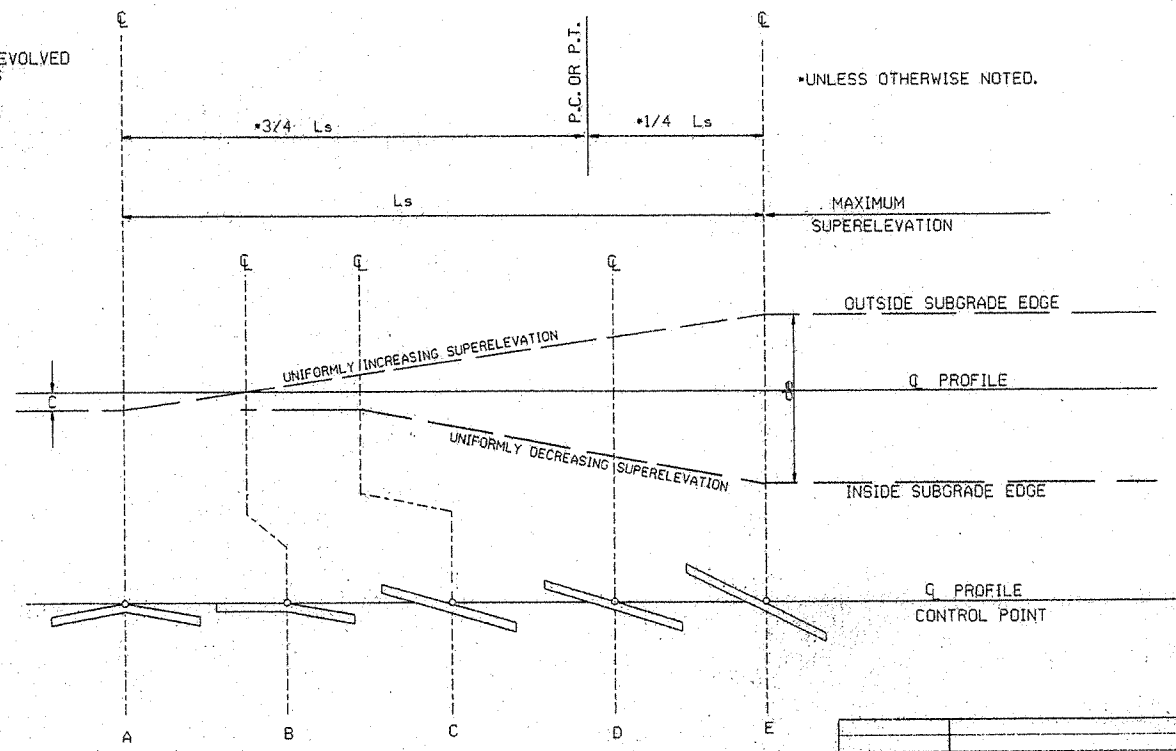 ℄
℄
EVOLVED
P.C. OR P.T.
*UNLESS OTHERWISE NOTED.
*3/4 Ls
*1/4 Ls
Ls
MAXIMUM
SUPERELEVATION
℄
℄
℄
OUTSIDE SUBGRADE EDGE
UNIFORMLY INCREASING SUPERELEVATION
℄ PROFILE
C
UNIFORMLY DECREASING SUPERELEVATION
INSIDE SUBGRADE EDGE
℄ PROFILE
CONTROL POINT
A
B
C
D
E